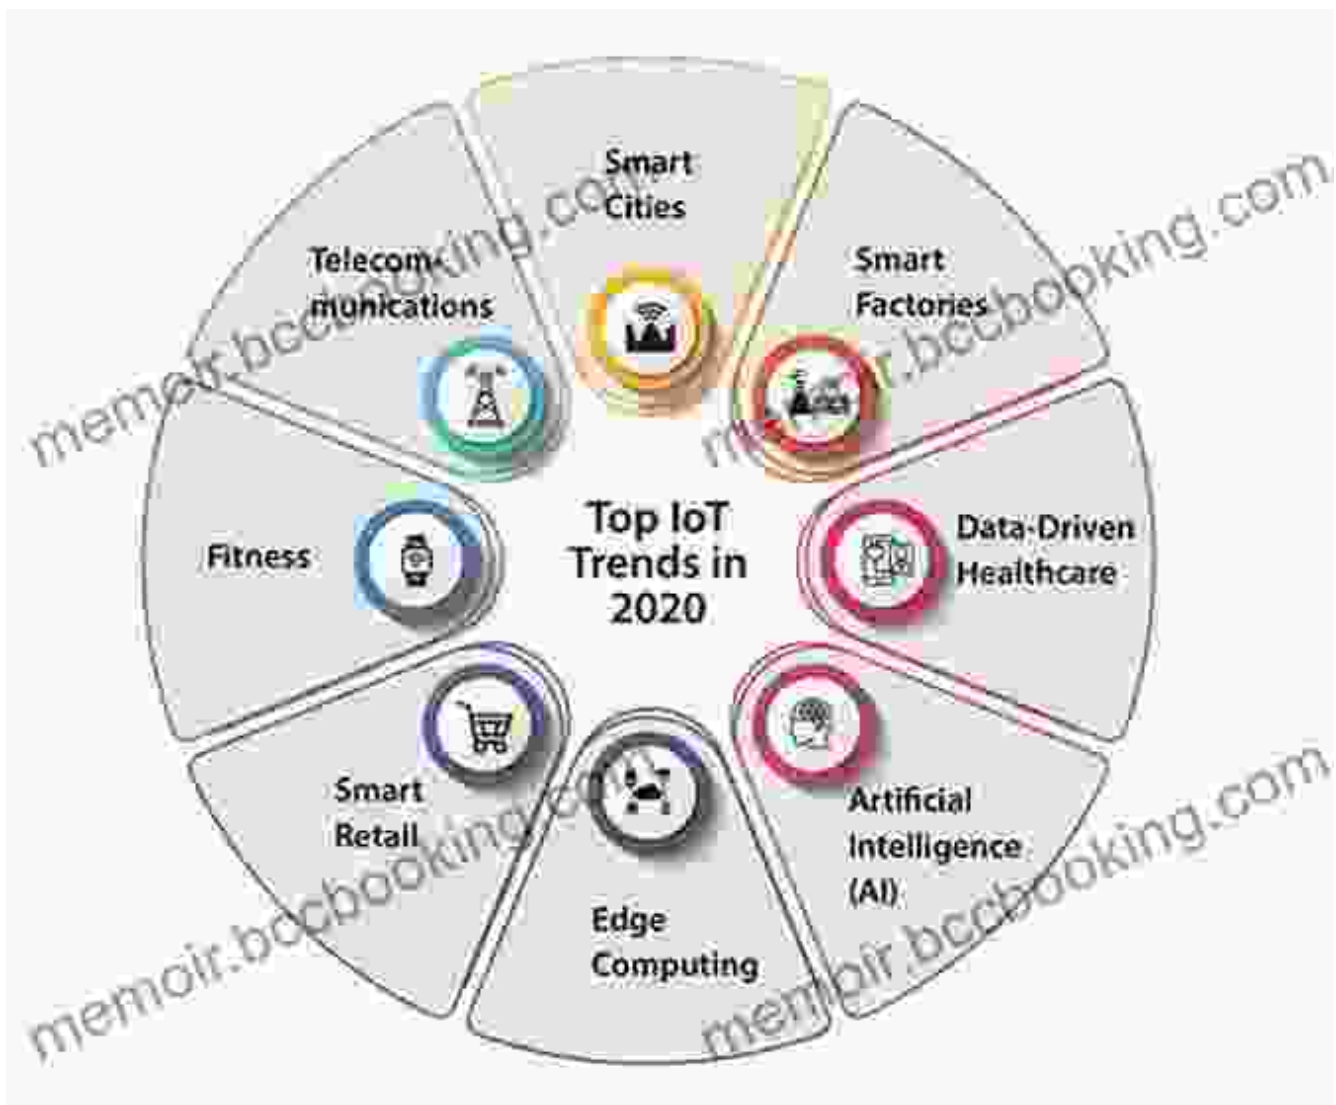 Smart
Cities
Smart
Factories
Data-Driven
Healthcare
Artificial
Intelligence
(AI)
Edge
Computing
Smart
Retail
Fitness
Telecom-
munications
Top IoT
Trends in
2020
memoir.bccbooking.com
memoir.bccbooking.com
memoir.bccbooking.com
memoir.bccbooking.com